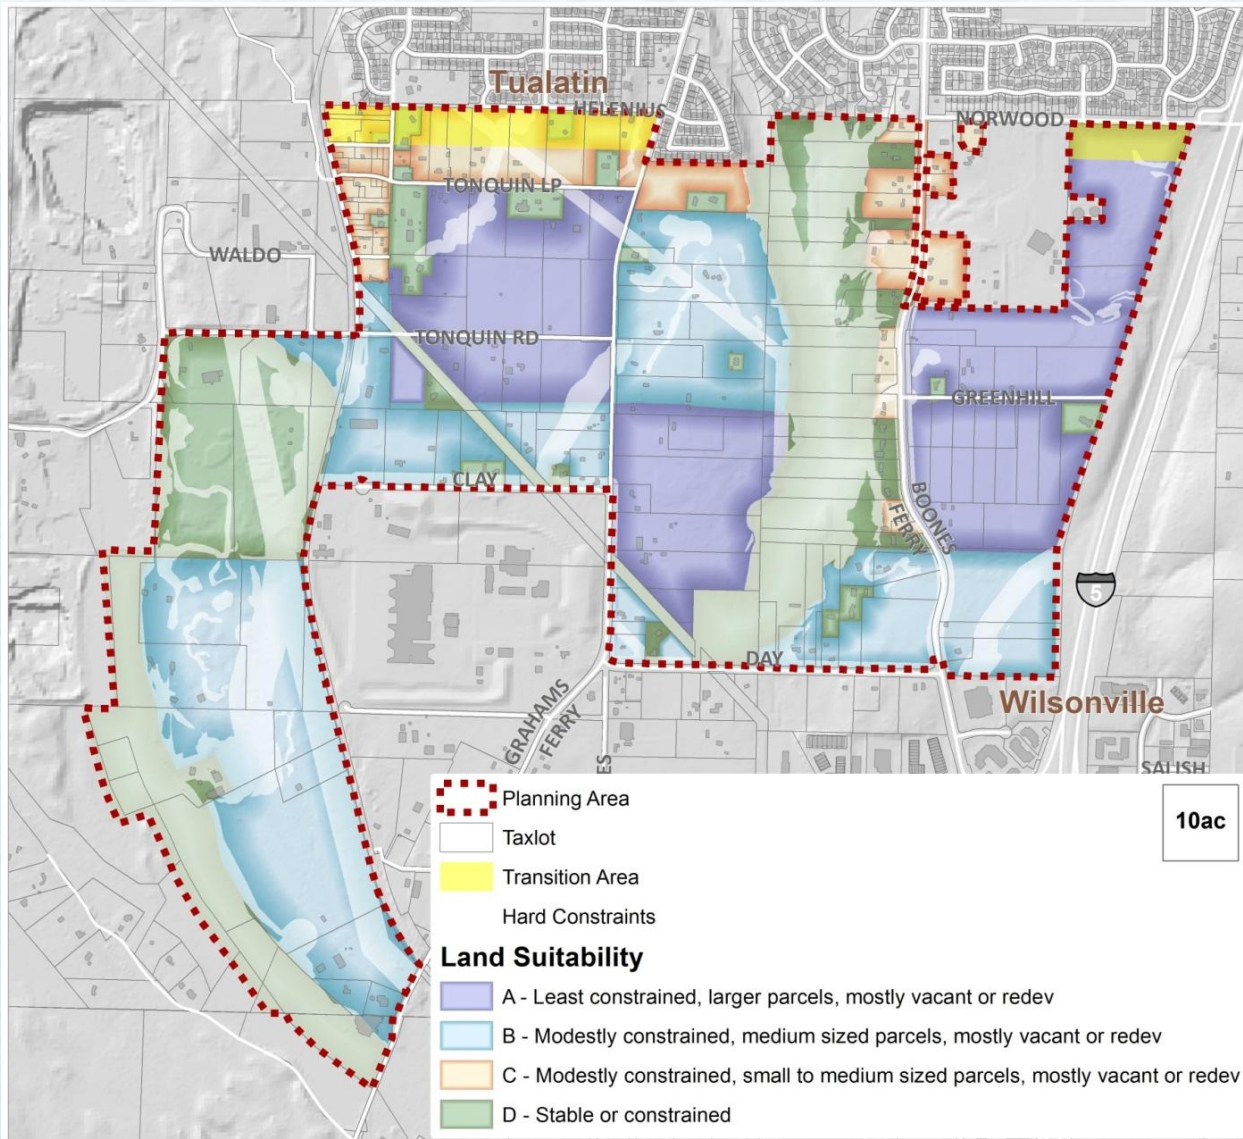 Tualatin
HELENIUS
NORWOOD
TONQUIN LP
WALDO
TONQUIN RD
GREENHILL
CLAY
BOONES
FERRY
5
DAY
Wilsonville
GRAHAMS
FERRY
ES
SALISH
Planning Area
10ac
Taxlot
Transition Area
Hard Constraints
Land Suitability
A - Least constrained, larger parcels, mostly vacant or redev
B - Modestly constrained, medium sized parcels, mostly vacant or redev
C - Modestly constrained, small to medium sized parcels, mostly vacant or redev
D - Stable or constrained